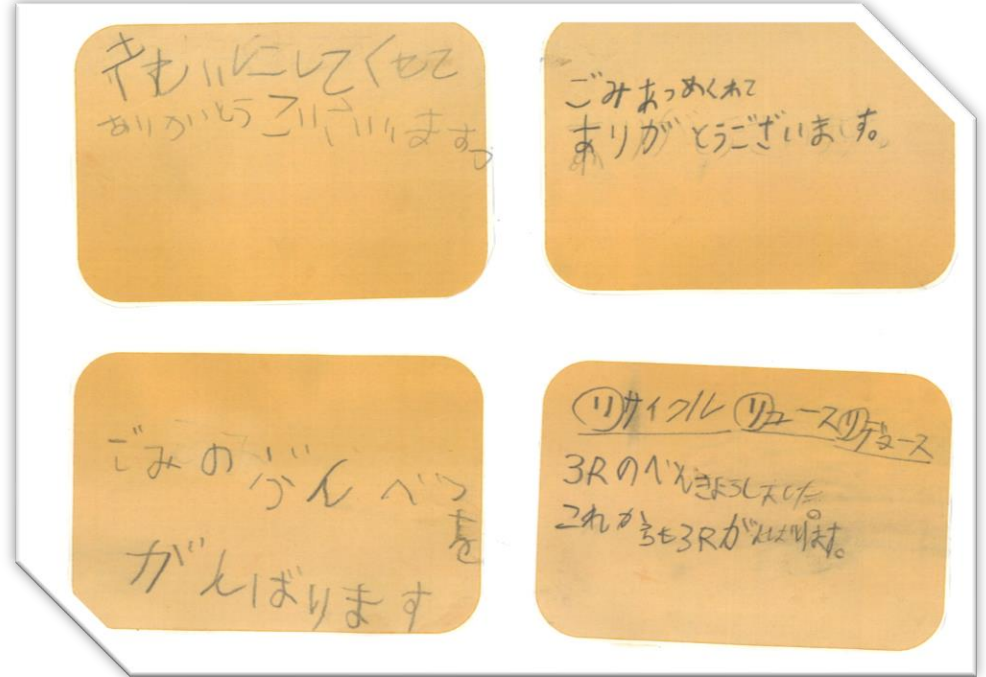 きれいにしてくれて
ありがとうございます。
ごみあつめくれて
ありがとうございます。
ごみのぶんべつ
を
がんばります
リサイクル リユース リデュース
3Rのべんきょうしました。
これからも3Rがんばります。